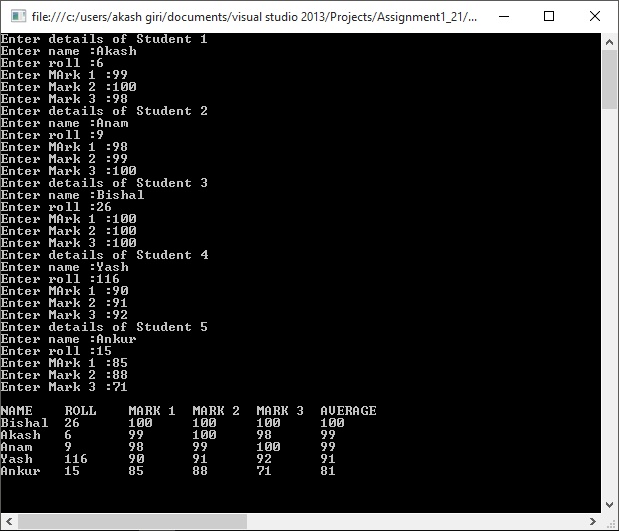 file:///c:/users/akash giri/documents/visual studio 2013/Projects/Assignment1_21/...
Enter details of Student 1
Enter name :Akash
Enter roll :6
Enter MArk 1 :99
Enter Mark 2 :100
Enter Mark 3 :98
Enter details of Student 2
Enter name :Anam
Enter roll :9
Enter MArk 1 :98
Enter Mark 2 :99
Enter Mark 3 :100
Enter details of Student 3
Enter name :Bishal
Enter roll :26
Enter MArk 1 :100
Enter Mark 2 :100
Enter Mark 3 :100
Enter details of Student 4
Enter name :Yash
Enter roll :116
Enter MArk 1 :90
Enter Mark 2 :91
Enter Mark 3 :92
Enter details of Student 5
Enter name :Ankur
Enter roll :15
Enter MArk 1 :85
Enter Mark 2 :88
Enter Mark 3 :71
NAME ROLL MARK 1 MARK 2 MARK 3 AVERAGE
Bishal 26 100 100 100 100
Akash 6 99 100 98 99
Anam 9 98 99 100 99
Yash 116 90 91 92 91
Ankur 15 85 88 71 81